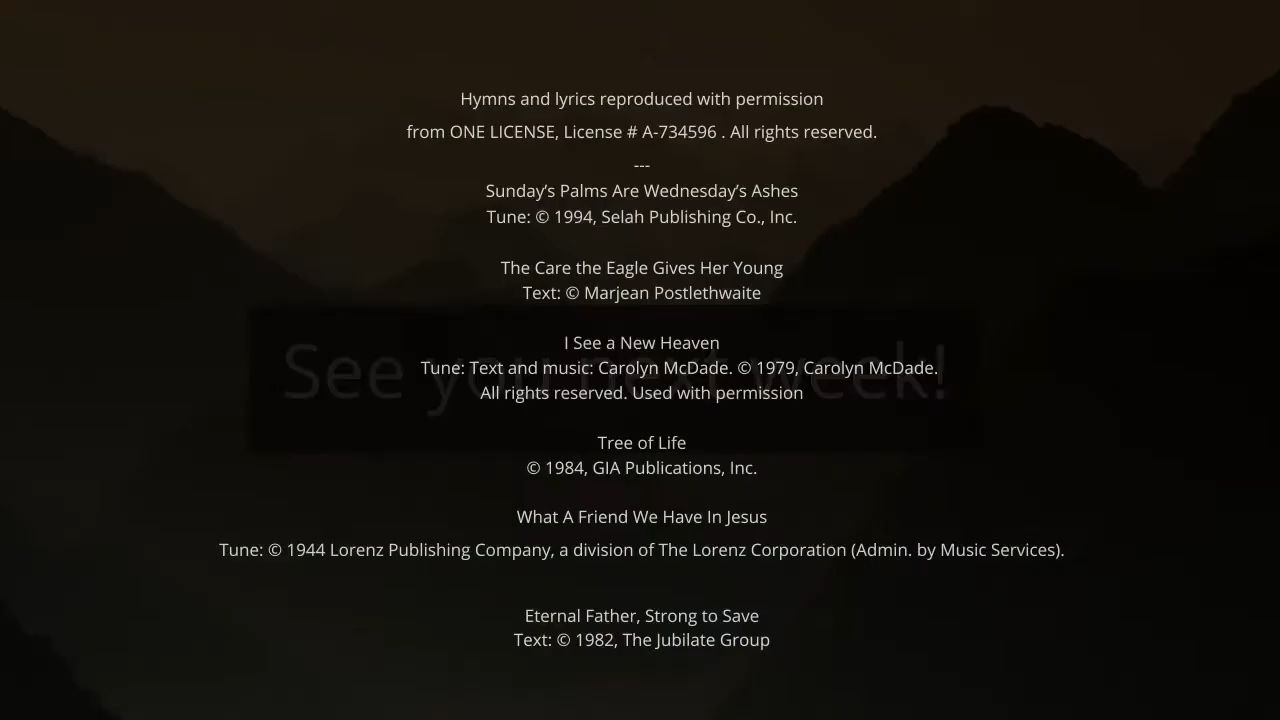 Hymns and lyrics reproduced with permission
from ONE LICENSE, License # A-734596 . All rights reserved.
---
Sunday’s Palms Are Wednesday’s Ashes
Tune: © 1994, Selah Publishing Co., Inc.
The Care the Eagle Gives Her Young
Text: © Marjean Postlethwaite
I See a New Heaven
See you next week!
Tune: Text and music: Carolyn McDade. © 1979, Carolyn McDade.
All rights reserved. Used with permission
Tree of Life
© 1984, GIA Publications, Inc.
What A Friend We Have In Jesus
Tune: © 1944 Lorenz Publishing Company, a division of The Lorenz Corporation (Admin. by Music Services).
Eternal Father, Strong to Save
Text: © 1982, The Jubilate Group